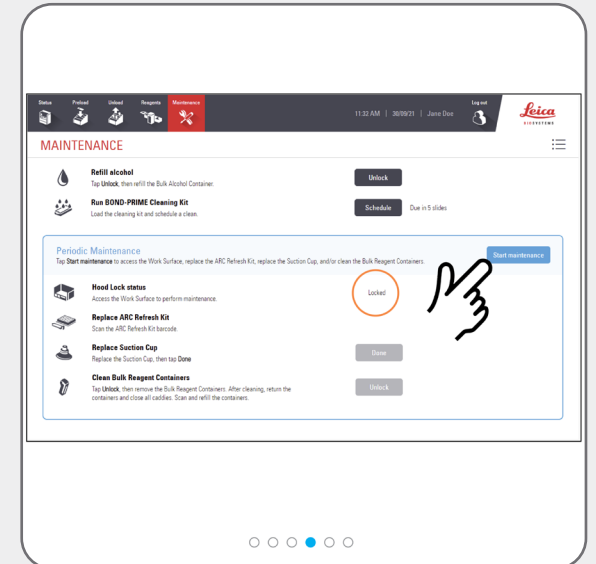 Status Preload Unload Reagents Maintenance 11:32 AM | 30/09/21 | Jane Doe Log out
Leica
BIOSYSTEMS
MAINTENANCE
Refill alcohol
Tap Unlock, then refill the Bulk Alcohol Container.
Unlock
Run BOND-PRIME Cleaning Kit
Load the cleaning kit and schedule a clean.
Schedule Due in 5 slides
Periodic Maintenance
Tap Start maintenance to access the Work Surface, replace the ARC Refresh Kit, replace the Suction Cup, and/or clean the Bulk Reagent Containers.
Start mantenance
Hood Lock status
Access the Work Surface to perform maintenance.
Locked
Replace ARC Refresh Kit
Scan the ARC Refresh Kit barcode.
Replace Suction Cup
Replace the Suction Cup, then tap Done
Done
Clean Bulk Reagent Containers
Tap Unlock, then remove the Bulk Reagent Containers. After cleaning, return the
containers and close all caddies. Scan and refill the containers.
Unlock